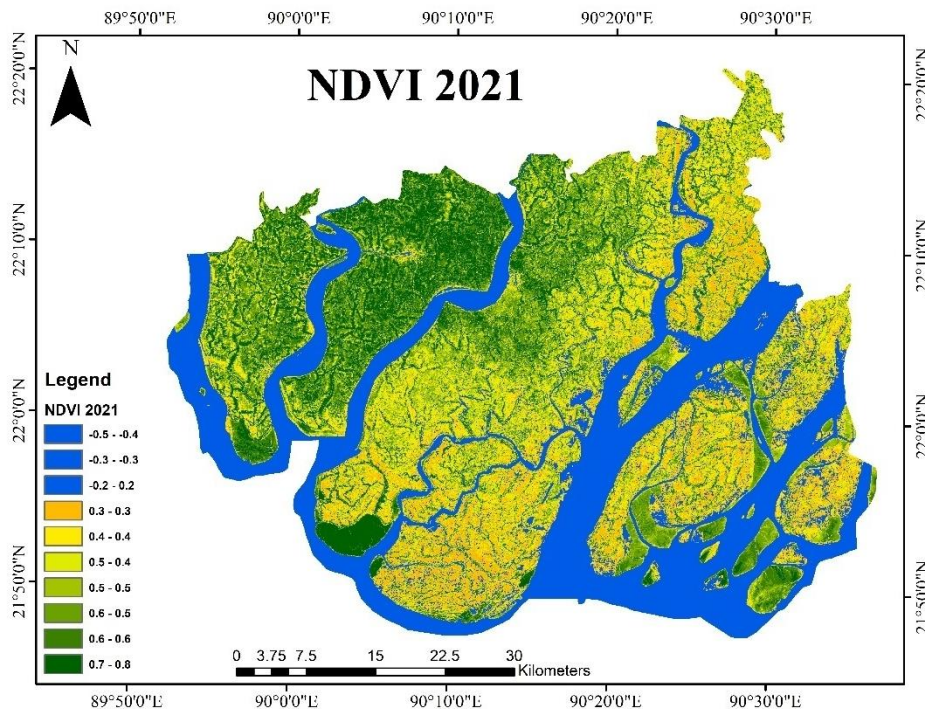 89°50'0"E 90°0'0"E 90°10'0"E 90°20'0"E 90°30'0"E
N
NDVI 2021
22°20'0"N
22°20'0"N
22°10'0"N
22°10'0"N
22°0'0"N
22°0'0"N
21°50'0"N
21°50'0"N
Legend
NDVI 2021
-0.5 - -0.4
-0.3 - -0.3
-0.2 - 0.2
0.3 - 0.3
0.4 - 0.4
0.5 - 0.4
0.5 - 0.5
0.6 - 0.5
0.6 - 0.6
0.7 - 0.8
0 3.75 7.5 15 22.5 30
Kilometers
89°50'0"E 90°0'0"E 90°10'0"E 90°20'0"E 90°30'0"E